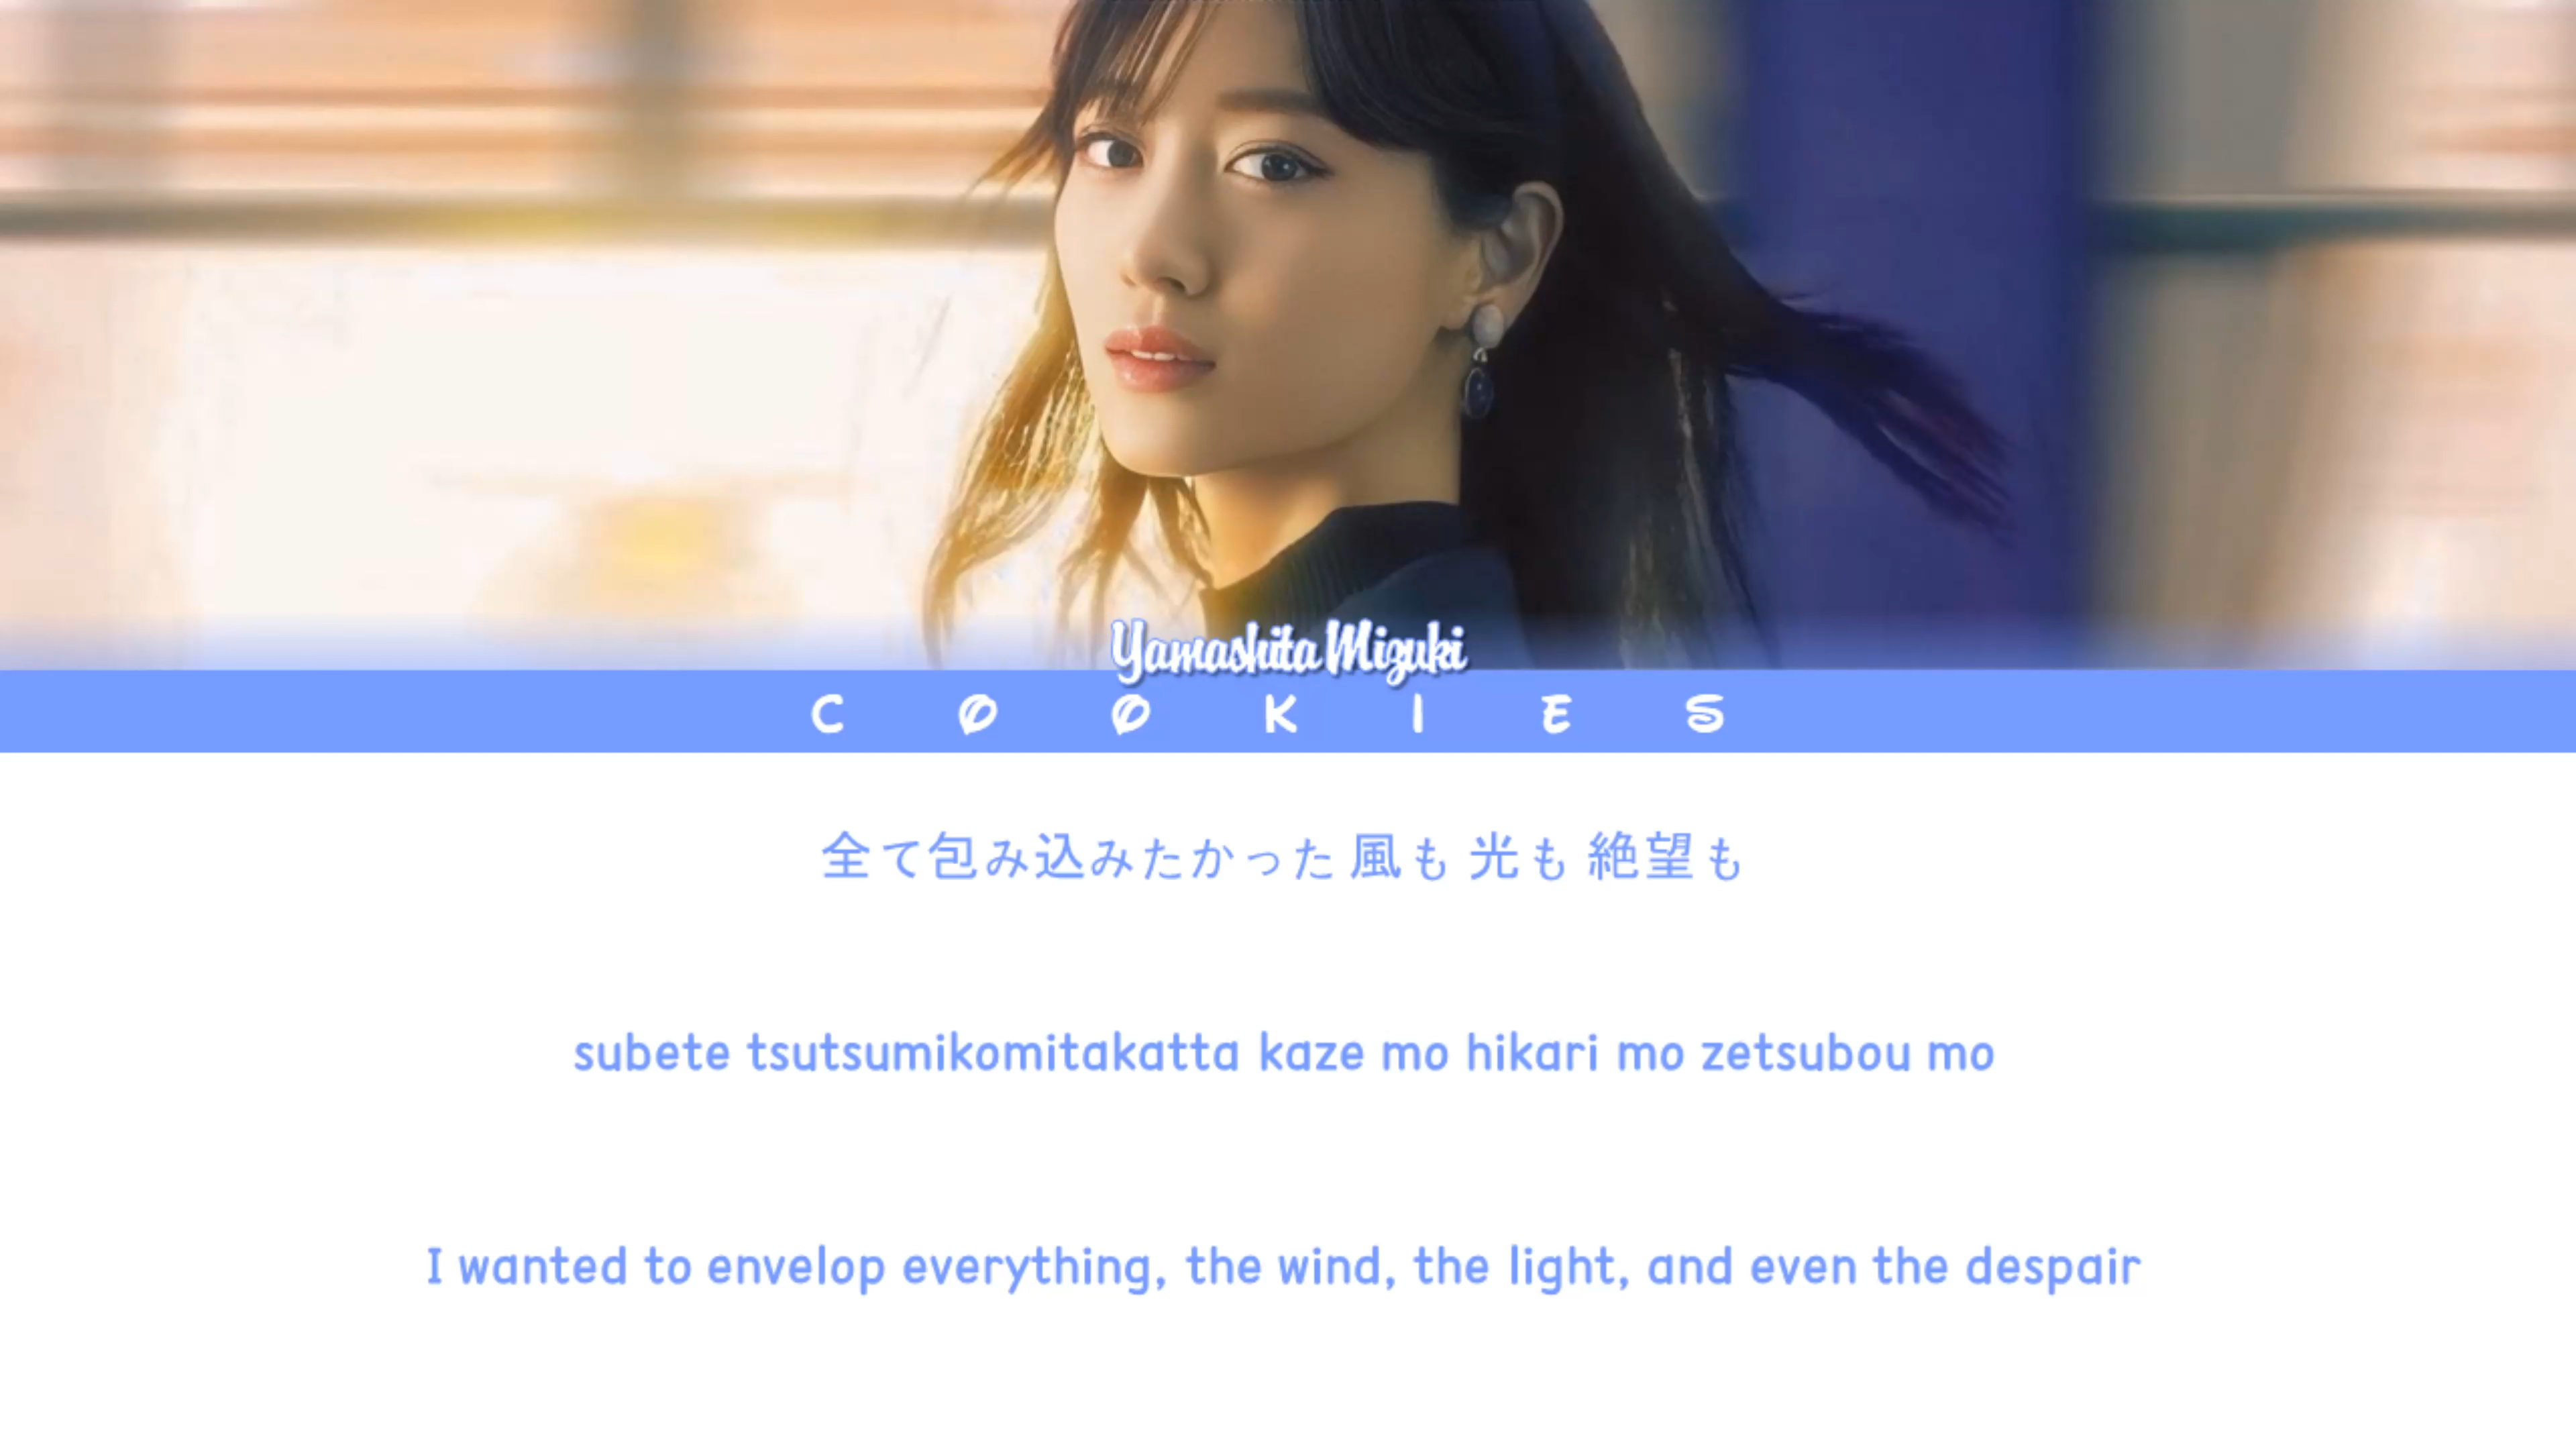 Yamashita Mizuki
COOKIES
全て包み込みたかった 風も 光も 絶望も
subete tsutsumikomitakatta kaze mo hikari mo zetsubou mo
I wanted to envelop everything, the wind, the light, and even the despair